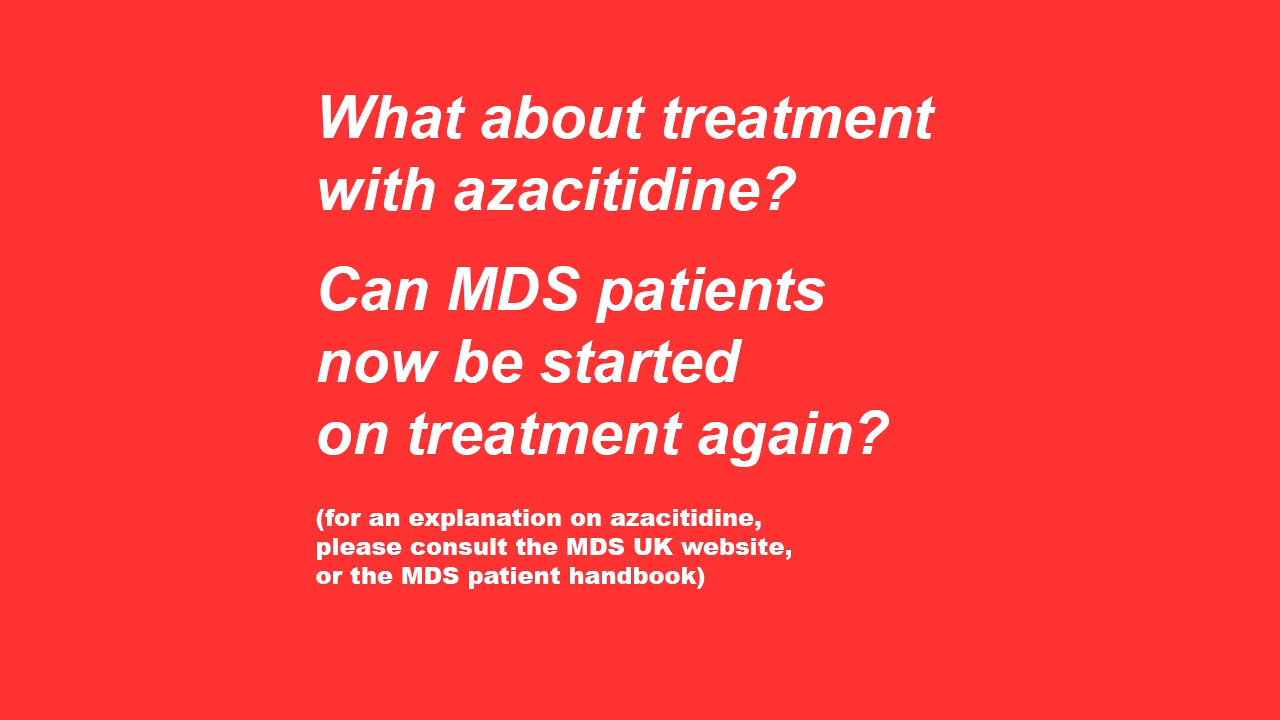 What about treatment
with azacitidine?
Can MDS patients
now be started
on treatment again?
(for an explanation on azacitidine,
please consult the MDS UK website,
or the MDS patient handbook)